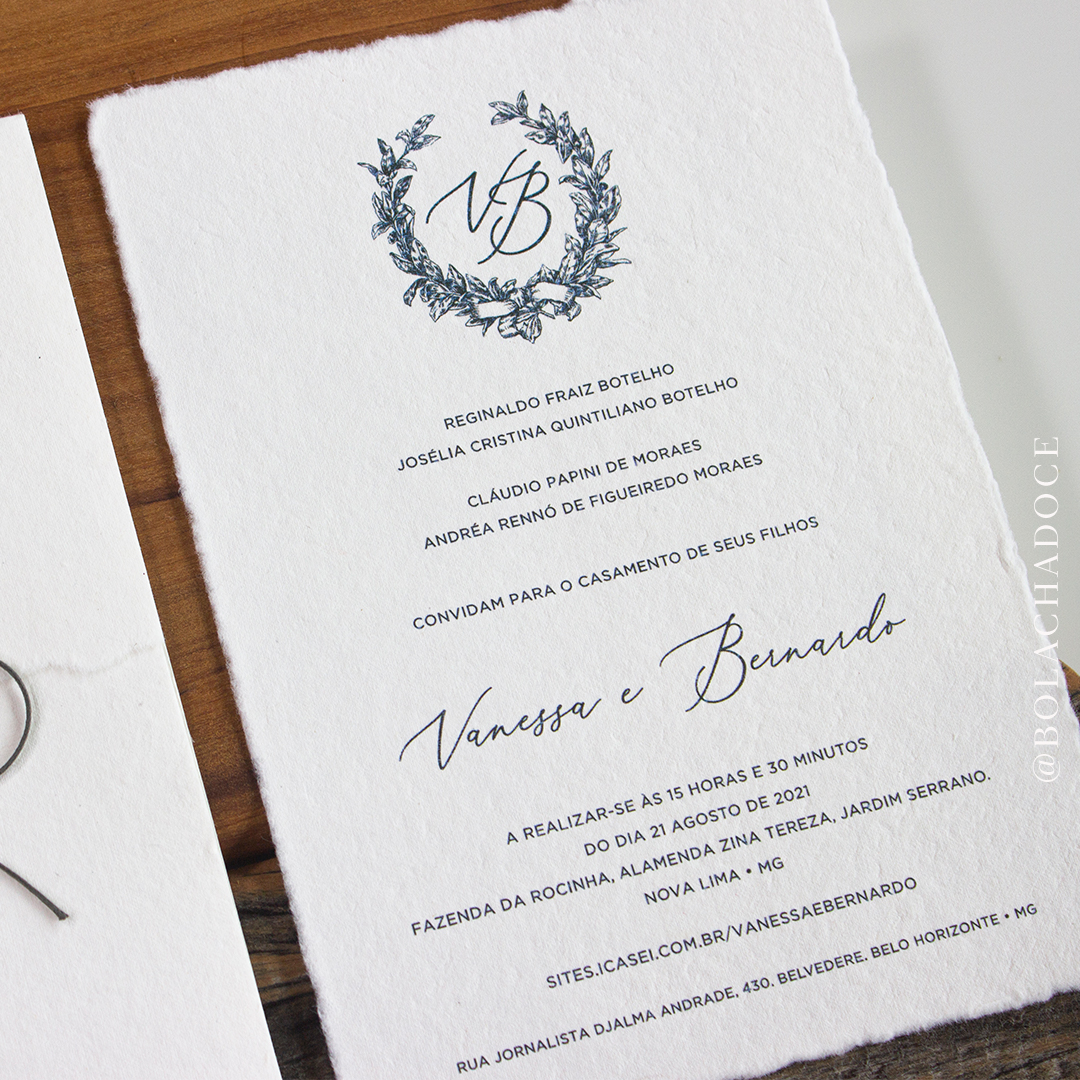 VB
REGINALDO FRAIZ BOTELHO
JOSÉLIA CRISTINA QUINTILIANO BOTELHO
CLÁUDIO PAPINI DE MORAES
ANDRÉA RENNÓ DE FIGUEIREDO MORAES
CONVIDAM PARA O CASAMENTO DE SEUS FILHOS
Vanessa e Bernardo
A REALIZAR-SE ÀS 15 HORAS E 30 MINUTOS
DO DIA 21 AGOSTO DE 2021
FAZENDA DA ROCINHA, ALAMENDA ZINA TEREZA, JARDIM SERRANO.
NOVA LIMA • MG
SITES.ICASEI.COM.BR/VANESSAEBERNARDO
RUA JORNALISTA DJALMA ANDRADE, 430. BELVEDERE. BELO HORIZONTE • MG
@BOLACHADOCE